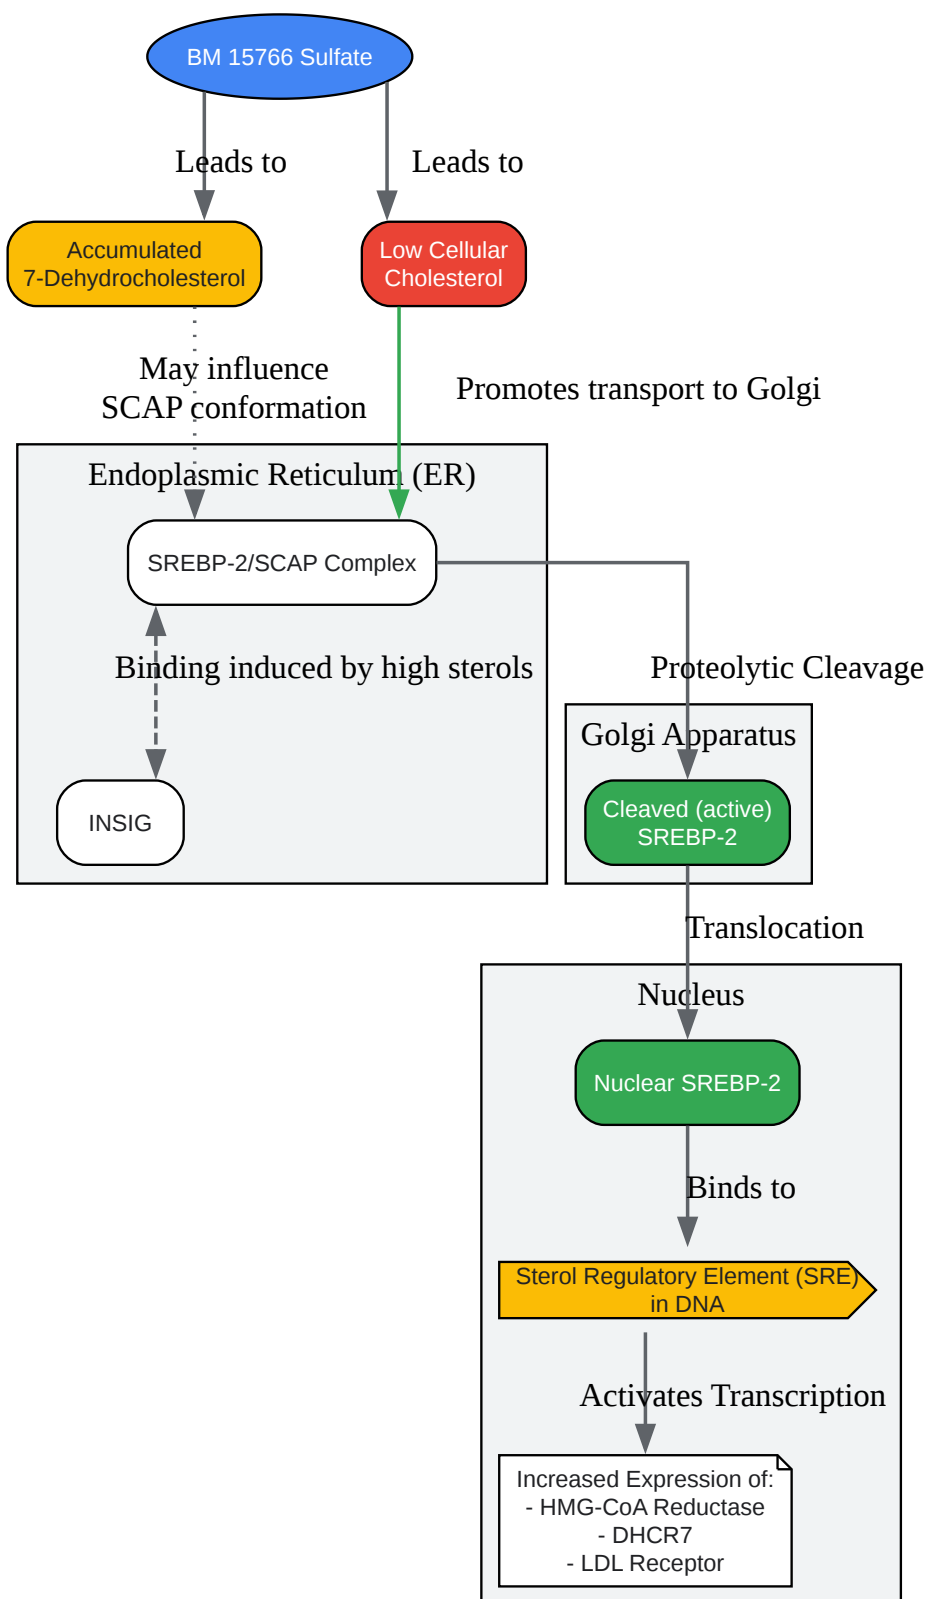 BM 15766 Sulfate
Leads to
Leads to
Accumulated
7-Dehydrocholesterol
Low Cellular
Cholesterol
May influence
SCAP conformation
Promotes transport to Golgi
Endoplasmic Reticulum (ER)
SREBP-2/SCAP Complex
Binding induced by high sterols
INSIG
Proteolytic Cleavage
Golgi Apparatus
Cleaved (active)
SREBP-2
Translocation
Nucleus
Nuclear SREBP-2
Binds to
Sterol Regulatory Element (SRE)
in DNA
Activates Transcription
Increased Expression of:
- HMG-CoA Reductase
- DHCR7
- LDL Receptor